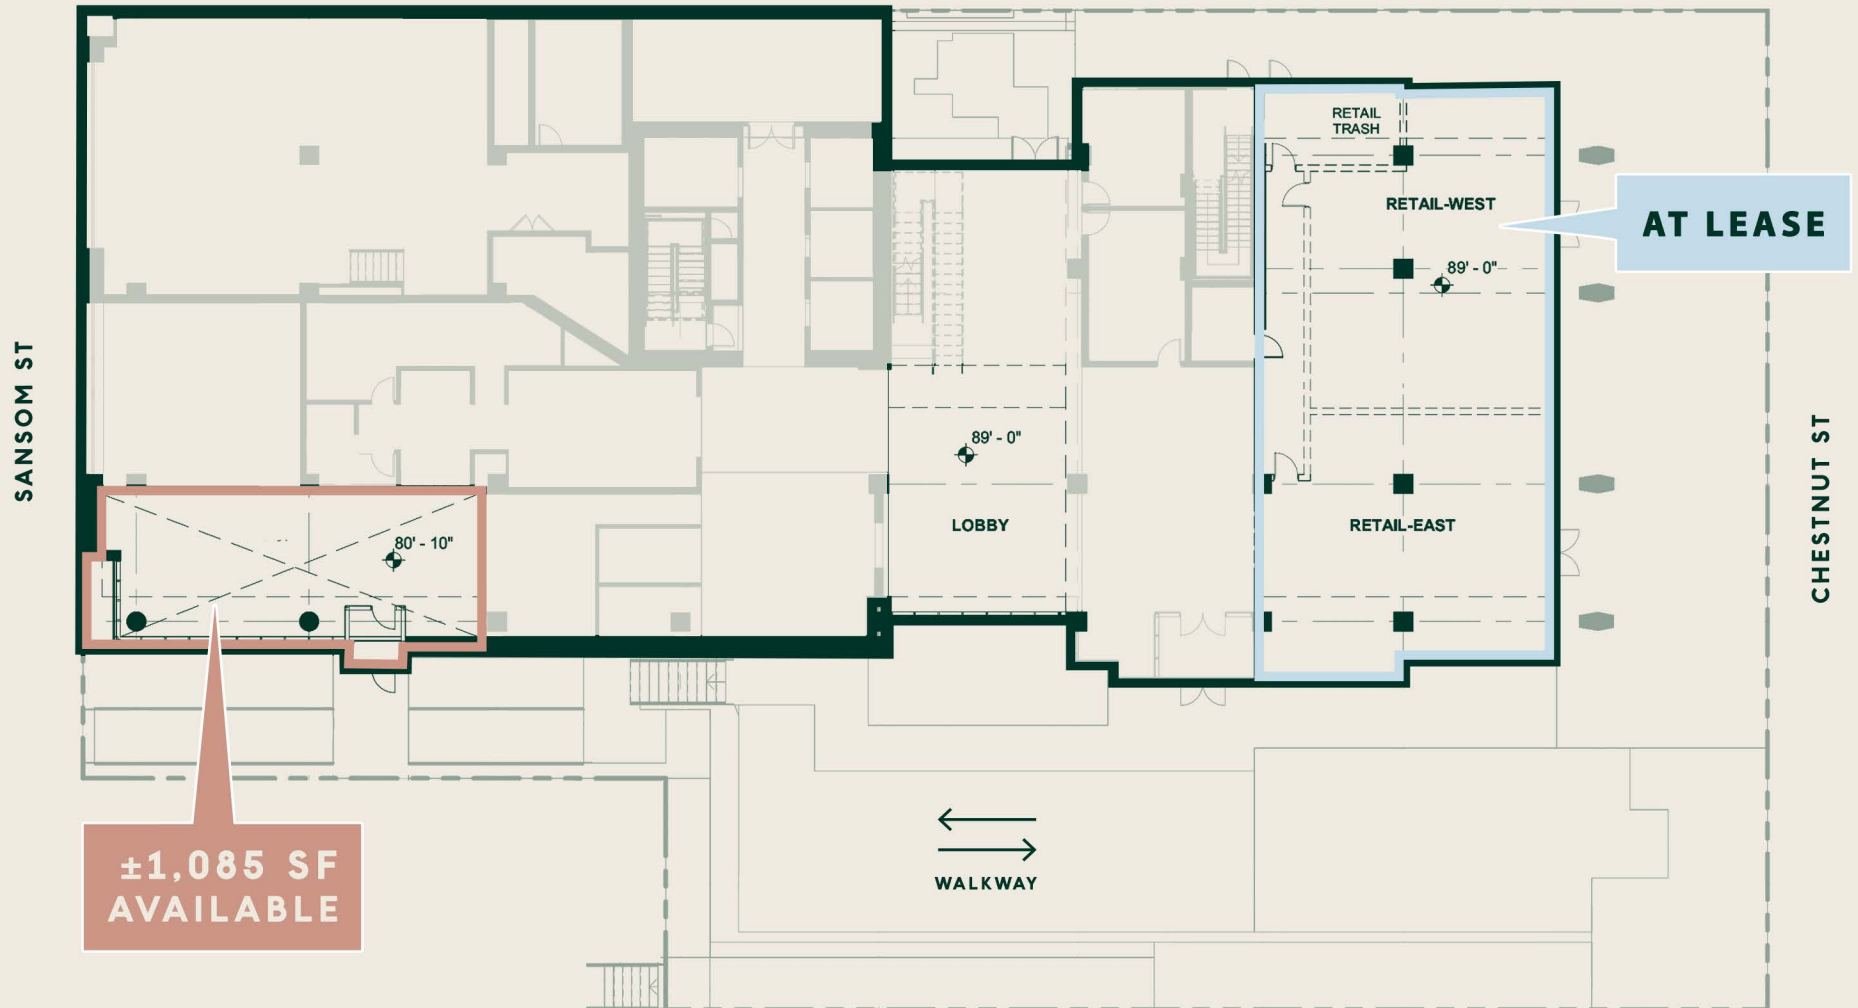 RETAIL
TRASH
RETAIL-WEST
AT LEASE
89' - 0"
SANSOM ST
CHESTNUT ST
89' - 0"
LOBBY
RETAIL-EAST
80' - 10"
±1,085 SF
AVAILABLE
WALKWAY